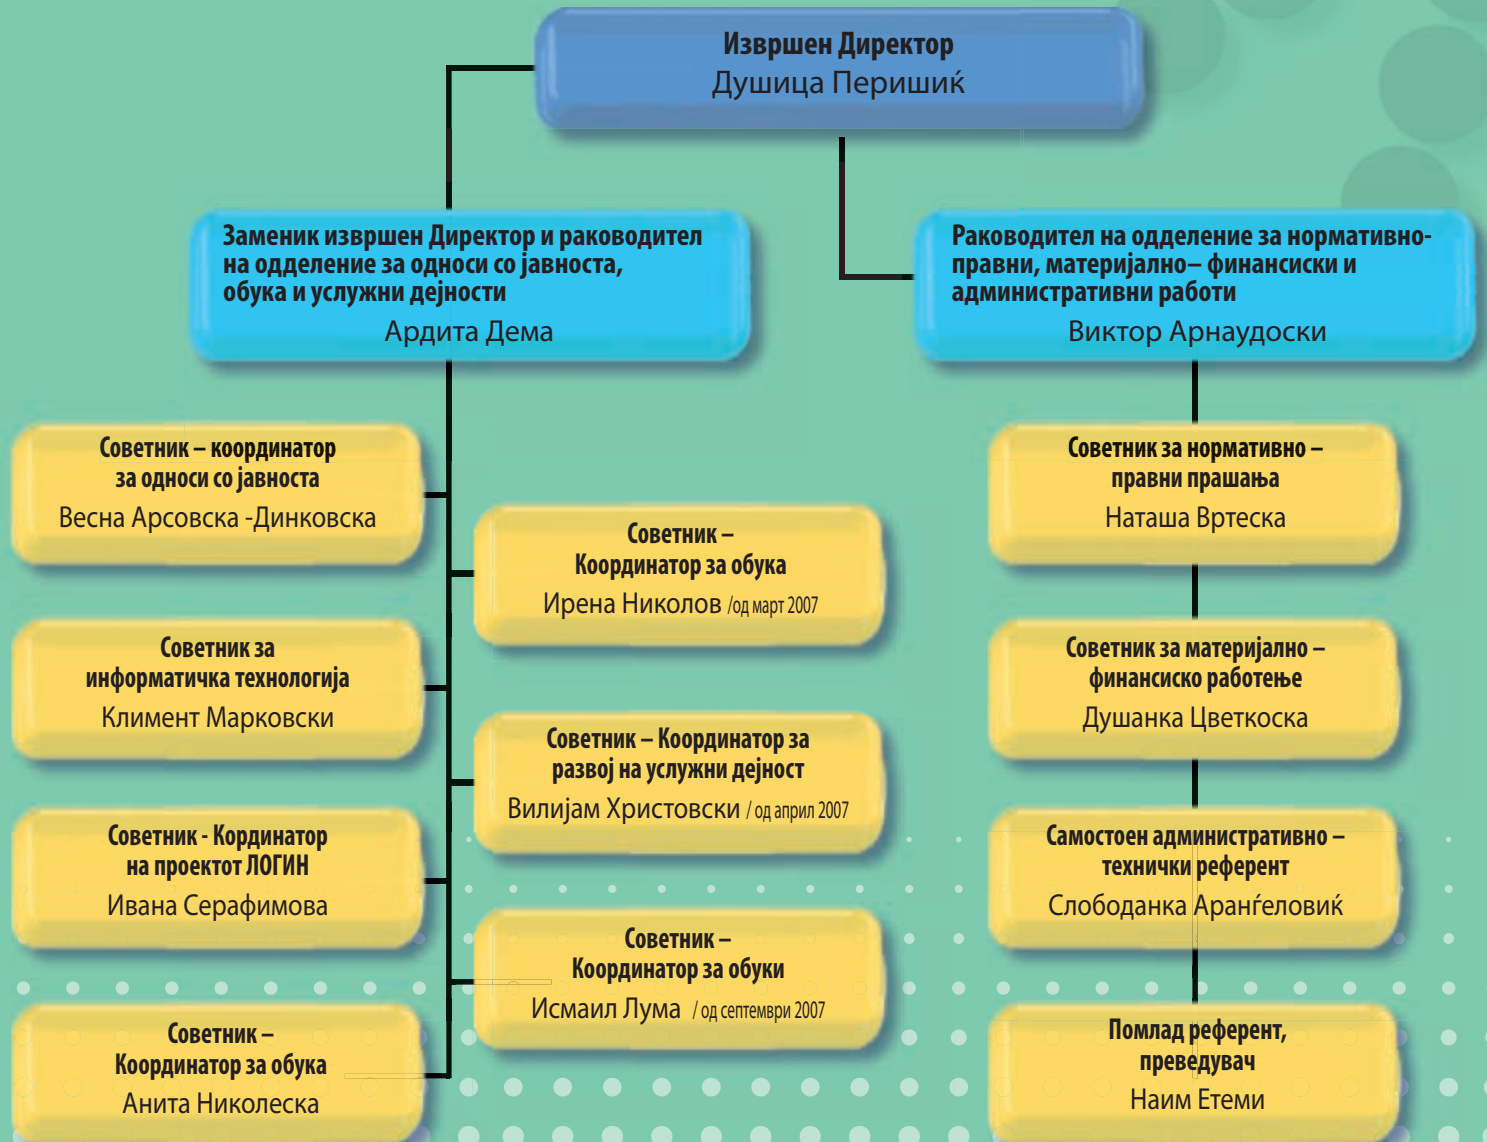 Извршен Директор
Душица Перишиќ
Заменик извршен Директор и раководител
на одделение за односи со јавноста,
обука и услужни дејности
Ардита Дема
Раководител на одделение за нормативно-
правни, материјално– финансиски и
административни работи
Виктор Арнаудоски
Советник – координатор
за односи со јавноста
Весна Арсовска -Динковска
Советник –
Координатор за обука
Ирена Николов /од март 2007
Советник за
информатичка технологија
Климент Марковски
Советник – Координатор за
развој на услужни дејност
Вилијам Христовски / од април 2007
Советник - Кординатор
на проектот ЛОГИН
Ивана Серафимова
Советник –
Координатор за обуки
Исмаил Лума / од септември 2007
Советник –
Координатор за обука
Анита Николеска
Советник за нормативно –
правни прашања
Наташа Вртеска
Советник за материјално –
финансиско работење
Душанка Цветкоска
Самостоен административно –
технички референт
Слободанка Аранѓеловиќ
Помлад референт,
преведувач
Наим Етеми